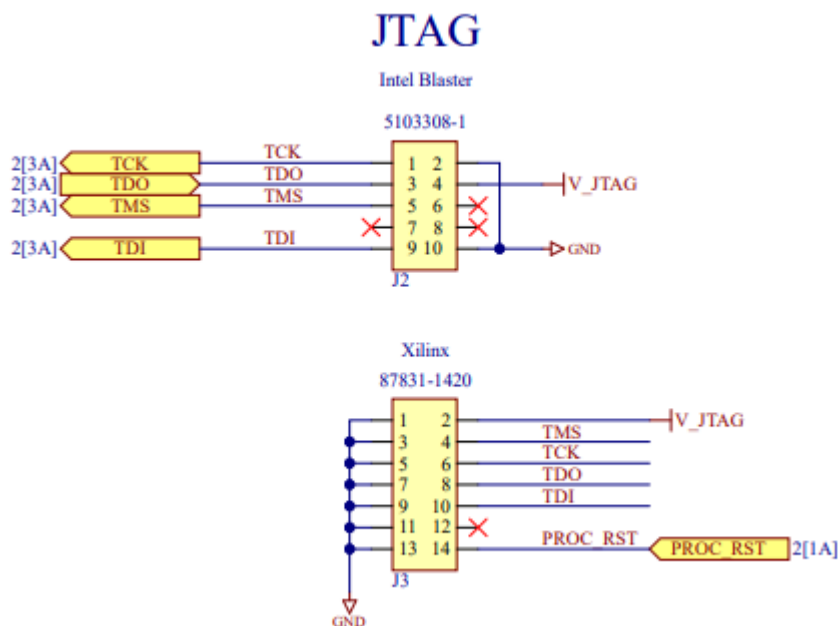 JTAG
Intel Blaster
5103308-1
2[3A] TCK TCK 1 2
2[3A] TDO TDO 3 4 V_JTAG
2[3A] TMS TMS 5 6
7 8
2[3A] TDI TDI 9 10 GND
J2
Xilinx
87831-1420
1 2 V_JTAG
3 4 TMS
5 6 TCK
7 8 TDO
9 10 TDI
11 12
13 14 PROC_RST PROC_RST 2[1A]
J3
GND